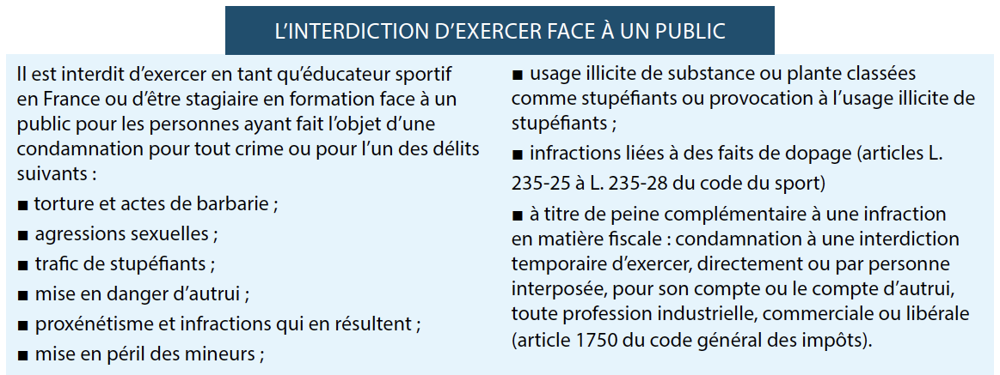 L’INTERDICTION D’EXERCER FACE À UN PUBLIC
Il est interdit d’exercer en tant qu’éducateur sportif
en France ou d’être stagiaire en formation face à un
public pour les personnes ayant fait l’objet d’une
condamnation pour tout crime ou pour l’un des délits
suivants :
■ torture et actes de barbarie ;
■ agressions sexuelles ;
■ trafic de stupéfiants ;
■ mise en danger d’autrui ;
■ proxénétisme et infractions qui en résultent ;
■ mise en péril des mineurs ;
■ usage illicite de substance ou plante classées
comme stupéfiants ou provocation à l’usage illicite de
stupéfiants ;
■ infractions liées à des faits de dopage (articles L.
235-25 à L. 235-28 du code du sport)
■ à titre de peine complémentaire à une infraction
en matière fiscale : condamnation à une interdiction
temporaire d’exercer, directement ou par personne
interposée, pour son compte ou le compte d’autrui,
toute profession industrielle, commerciale ou libérale
(article 1750 du code général des impôts).